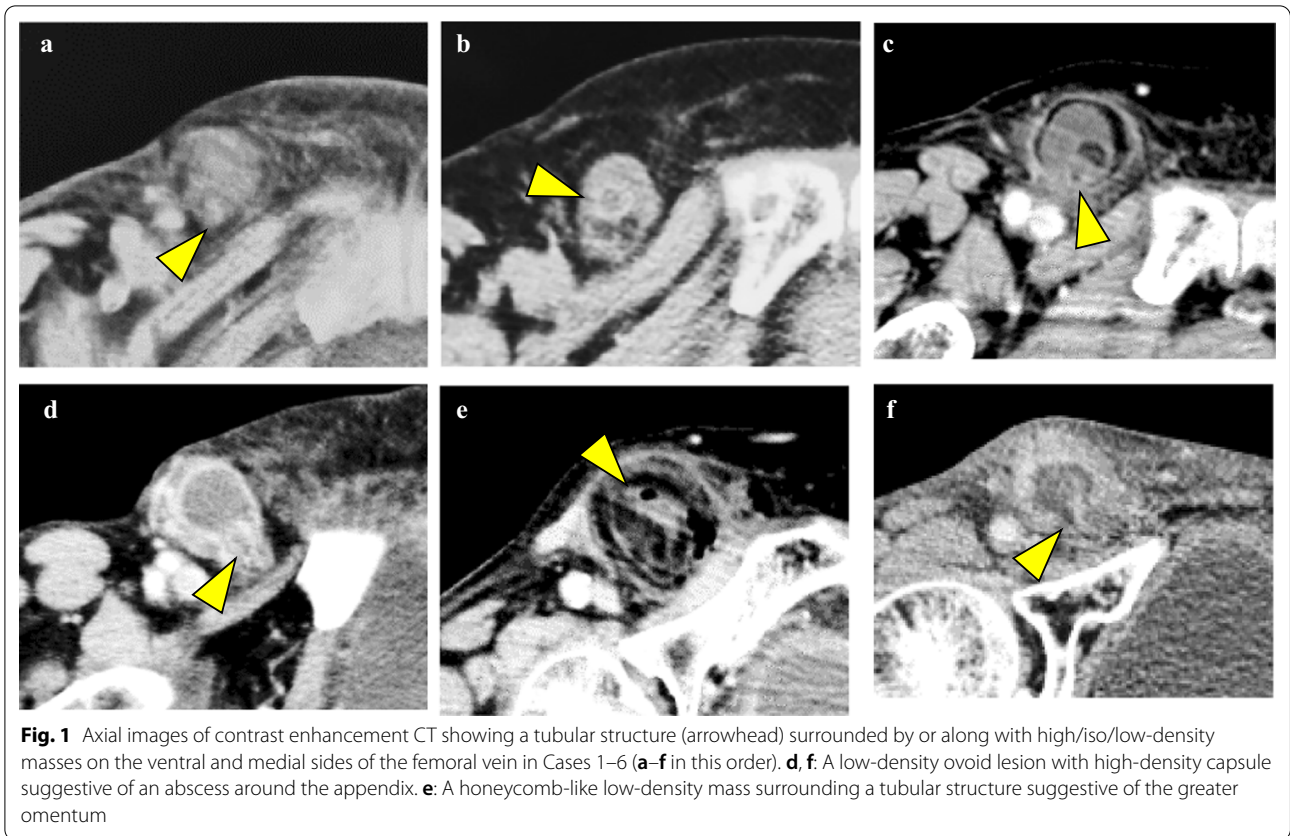 a
b
c
d
e
f
Fig. 1 Axial images of contrast enhancement CT showing a tubular structure (arrowhead) surrounded by or along with high/iso/low-density
masses on the ventral and medial sides of the femoral vein in Cases 1–6 (a–f in this order). d, f: A low-density ovoid lesion with high-density capsule
suggestive of an abscess around the appendix. e: A honeycomb-like low-density mass surrounding a tubular structure suggestive of the greater
omentum